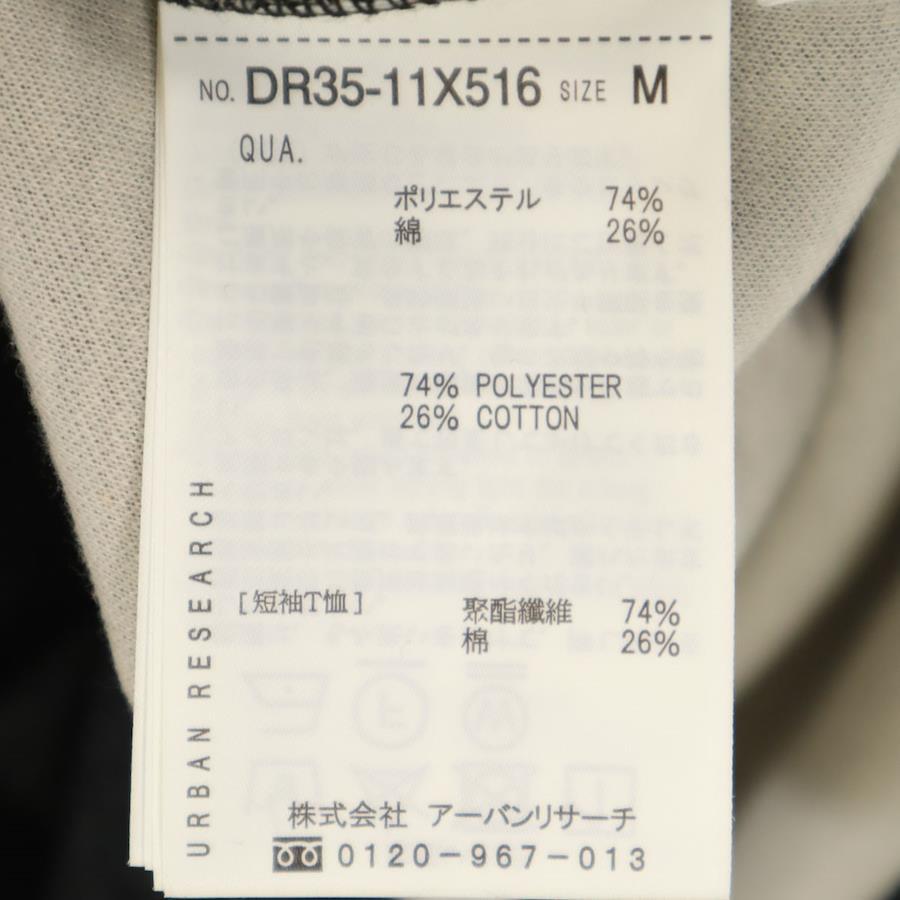 NO. DR35-11X516 SIZE M
QUA.
ポリエステル 74%
綿 26%
74% POLYESTER
26% COTTON
URBAN RESEARCH
[短袖T恤] 聚酯纖維 74%
棉 26%
株式会社 アーバンリサーチ
0120-967-013